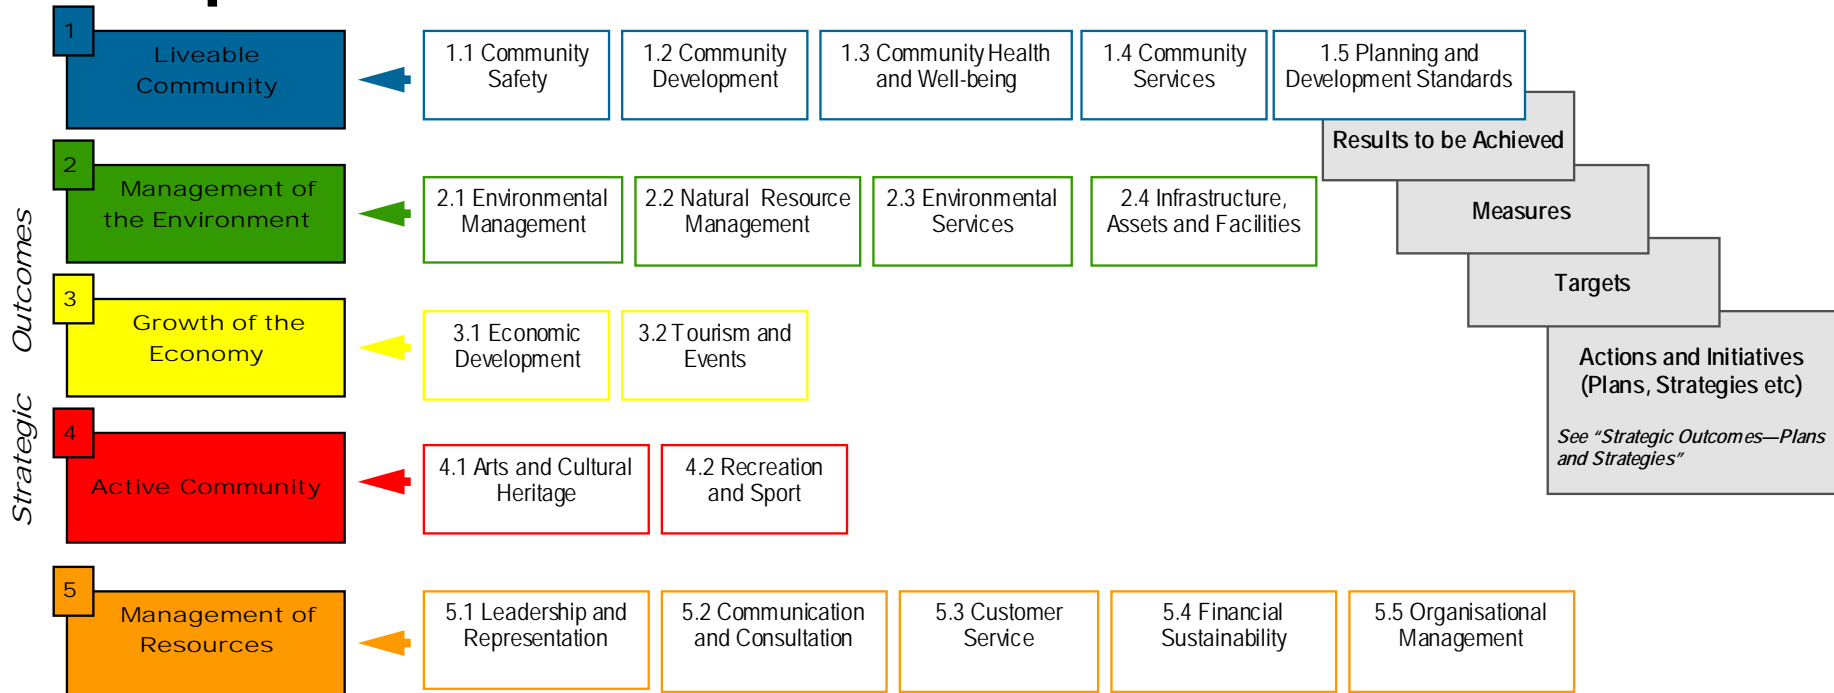 1
Liveable
Community
1.1 Community
Safety
1.2 Community
Development
1.3 Community Health
and Well-being
1.4 Community
Services
1.5 Planning and
Development Standards
Results to be Achieved
Measures
Targets
Actions and Initiatives
(Plans, Strategies etc)
See “Strategic Outcomes—Plans
and Strategies”
Strategic Outcomes
2
Management of
the Environment
2.1 Environmental
Management
2.2 Natural Resource
Management
2.3 Environmental
Services
2.4 Infrastructure,
Assets and Facilities
3
Growth of the
Economy
3.1 Economic
Development
3.2 Tourism and
Events
4
Active Community
4.1 Arts and Cultural
Heritage
4.2 Recreation
and Sport
5
Management of
Resources
5.1 Leadership and
Representation
5.2 Communication
and Consultation
5.3 Customer
Service
5.4 Financial
Sustainability
5.5 Organisational
Management